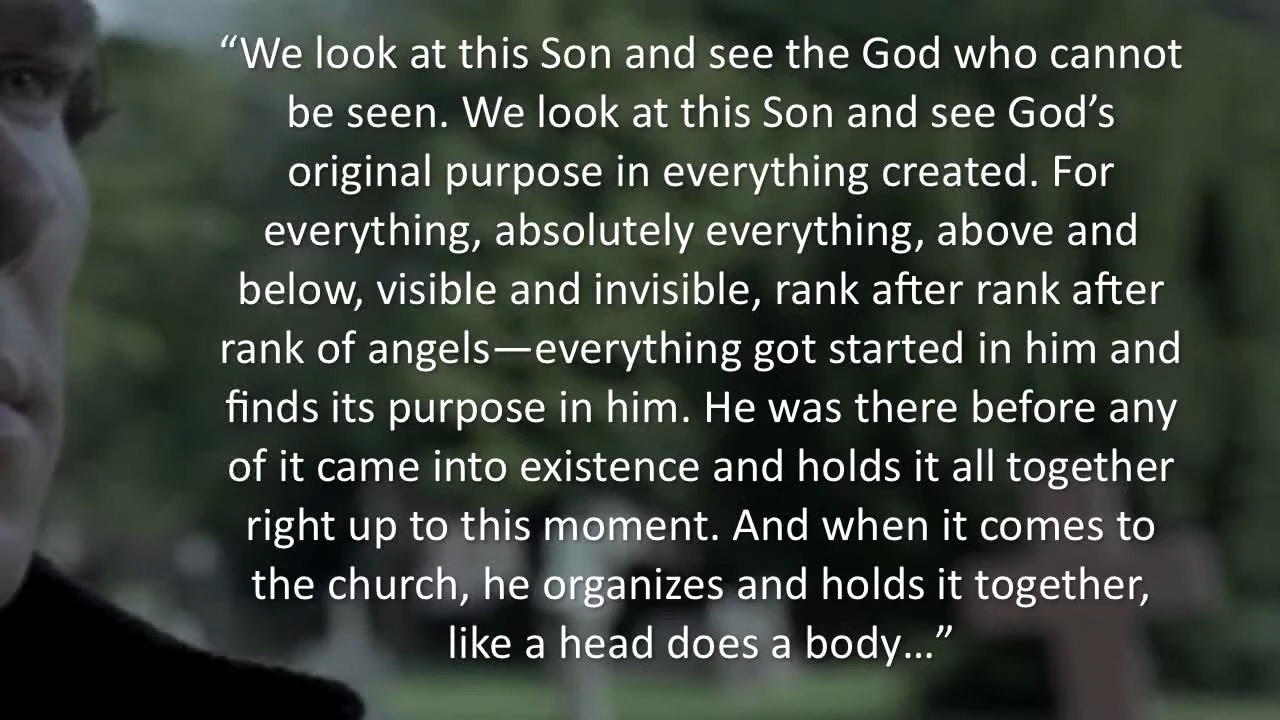 “We look at this Son and see the God who cannot
be seen. We look at this Son and see God’s
original purpose in everything created. For
everything, absolutely everything, above and
below, visible and invisible, rank after rank after
rank of angels—everything got started in him and
finds its purpose in him. He was there before any
of it came into existence and holds it all together
right up to this moment. And when it comes to
the church, he organizes and holds it together,
like a head does a body…”